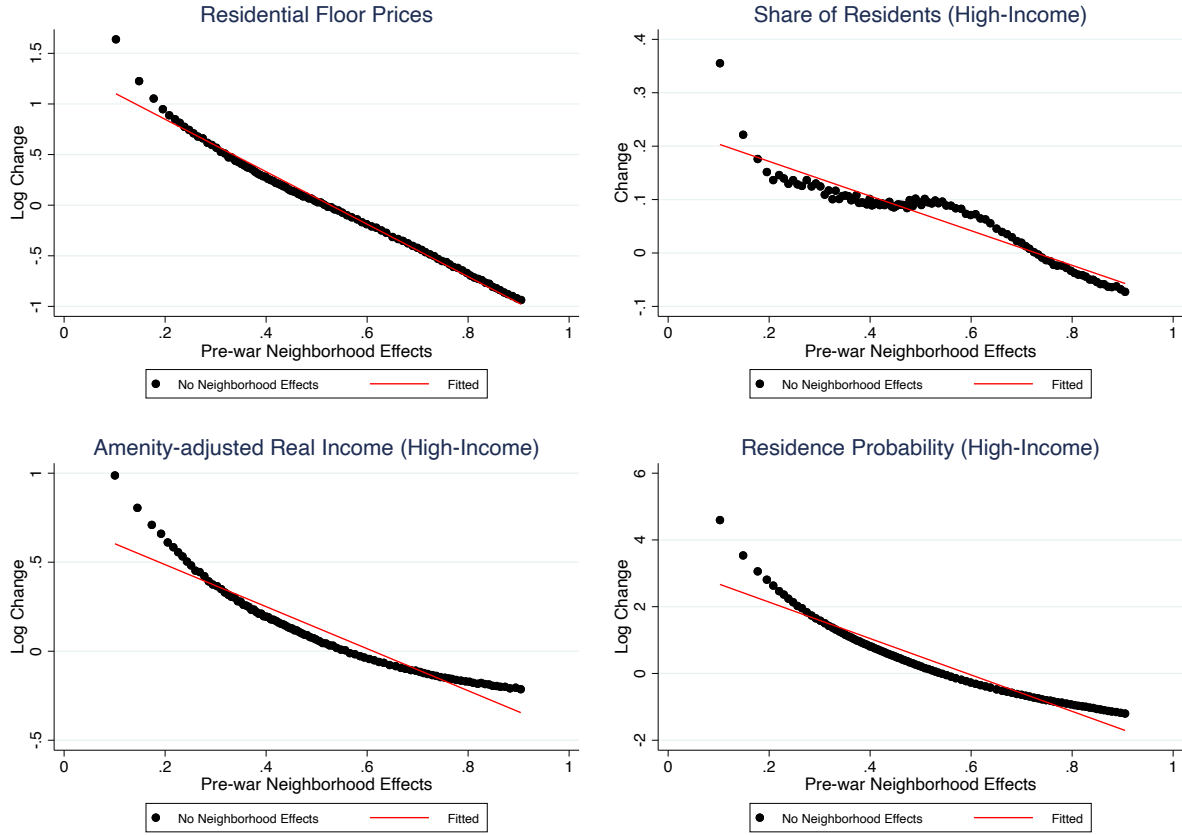 Residential Floor Prices
Log Change
1.5
1
.5
0
-.5
-1
0 .2 .4 .6 .8 1
Pre-war Neighborhood Effects
No Neighborhood Effects Fitted
Share of Residents (High-Income)
Change
.4
.3
.2
.1
0
-.1
0 .2 .4 .6 .8 1
Pre-war Neighborhood Effects
No Neighborhood Effects Fitted
Amenity-adjusted Real Income (High-Income)
Log Change
1
.5
0
-.5
0 .2 .4 .6 .8 1
Pre-war Neighborhood Effects
No Neighborhood Effects Fitted
Residence Probability (High-Income)
Log Change
6
4
2
0
-2
0 .2 .4 .6 .8 1
Pre-war Neighborhood Effects
No Neighborhood Effects Fitted